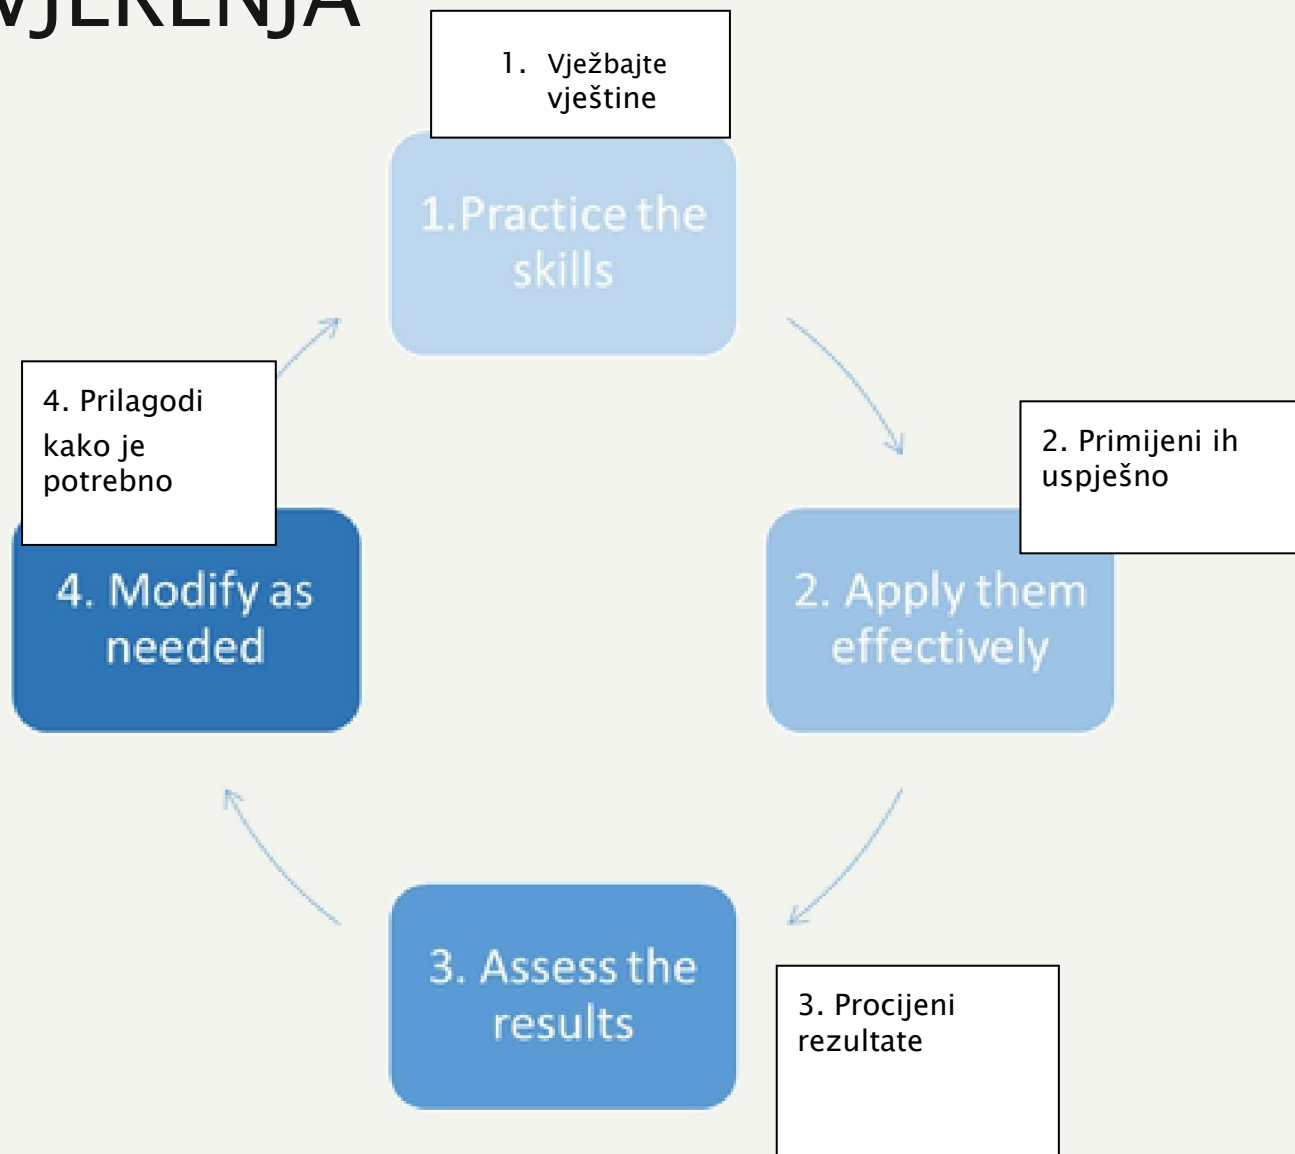 VJERENJA
1. Vježbajte
vještine
1.Practice the
skills
4. Prilagodi
kako je
potrebno
2. Primijeni ih
uspješno
4. Modify as
needed
2. Apply them
effectively
3. Assess the
results
3. Procijeni
rezultate